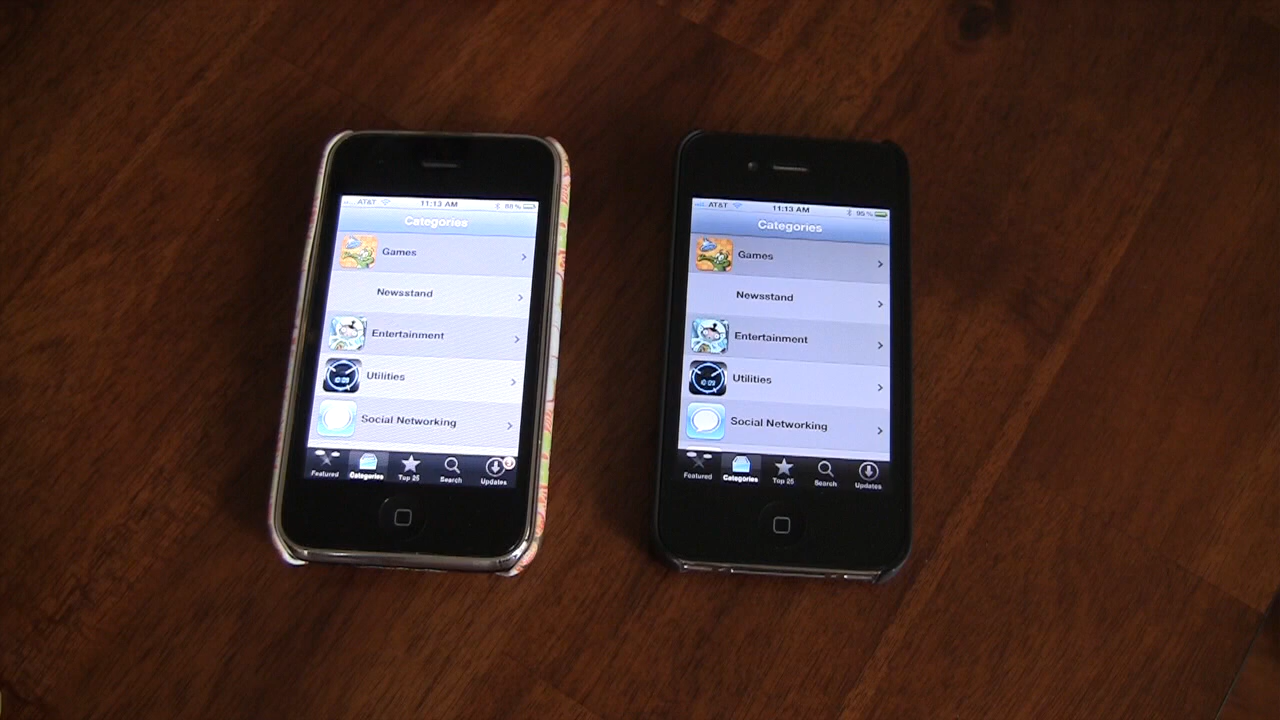 AT&T 11:13 AM 88%
Categories
Games
Newsstand
Entertainment
Utilities
Social Networking
Featured Categories Top 25 Search Updates
AT&T 11:13 AM 95%
Categories
Games
Newsstand
Entertainment
Utilities
Social Networking
Featured Categories Top 25 Search Updates